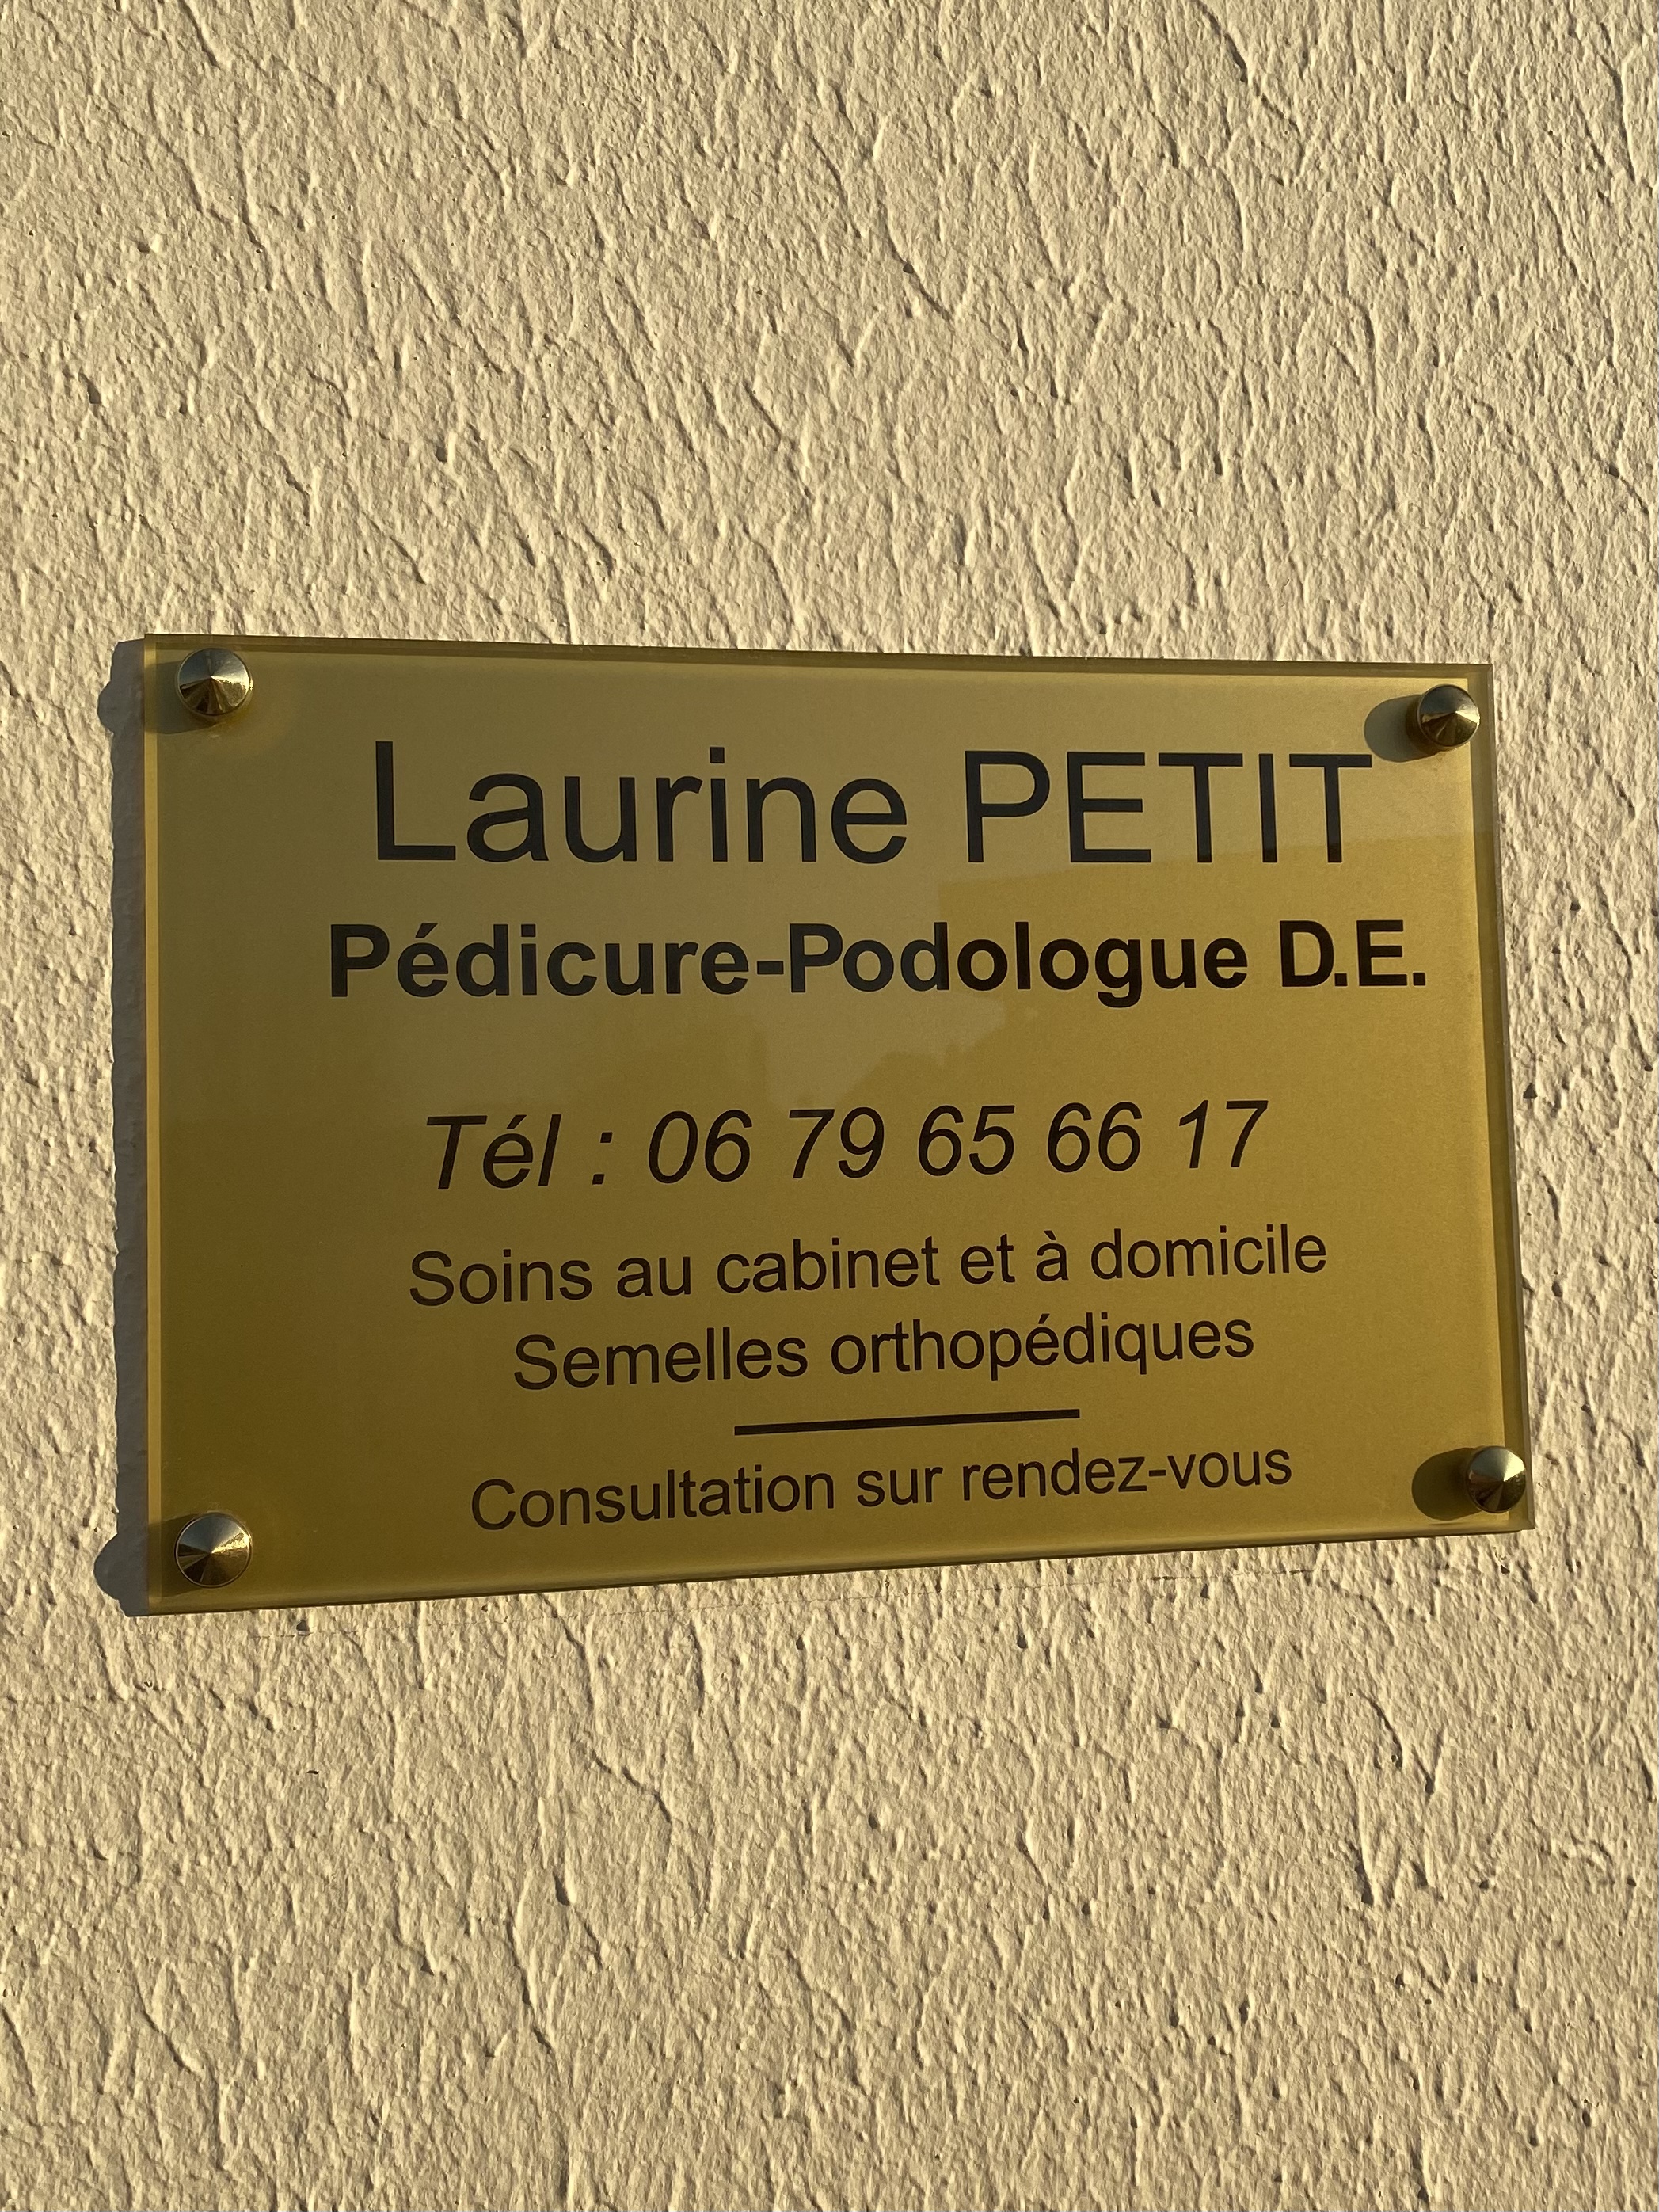 Laurine PETIT
Pédicure-Podologue D.E.
Tél : 06 79 65 66 17
Soins au cabinet et à domicile
Semelles orthopédiques
Consultation sur rendez-vous